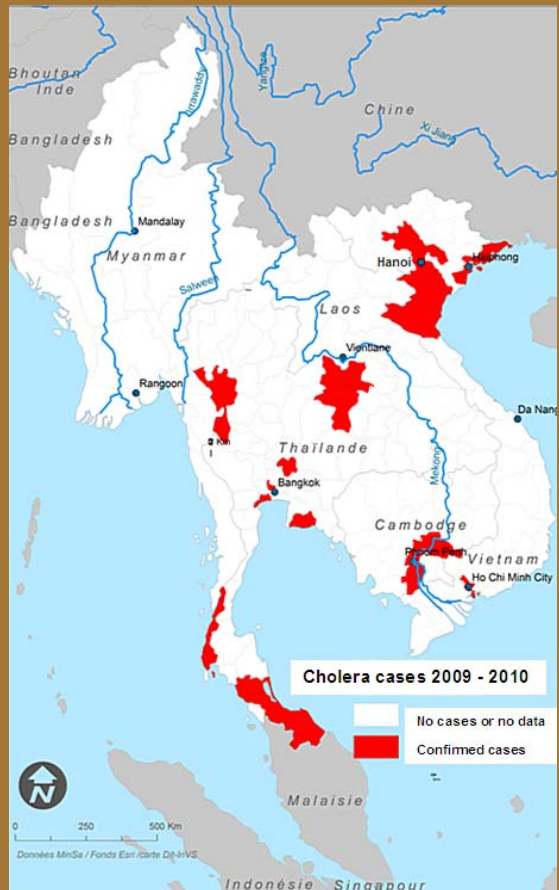 Bhoutan
Inde
Irrawaddy
Yangtze
Chine
Xi Jiang
Bangladesh
Bangladesh
Mandalay
Myanmar
Hanoi
Haiphong
Salween
Laos
Vientiane
Rangoon
Da Nang
Thaïlande
Mekong
Bangkok
Cambodge
Phnom Penh
Vietnam
Ho Chi Minh City
Cholera cases 2009 - 2010
No cases or no data
Confirmed cases
N
Malaisie
0 250 500 Km
Données MinSa / Fonds Esri /carte Dit-InVS
Indonésie Singapour